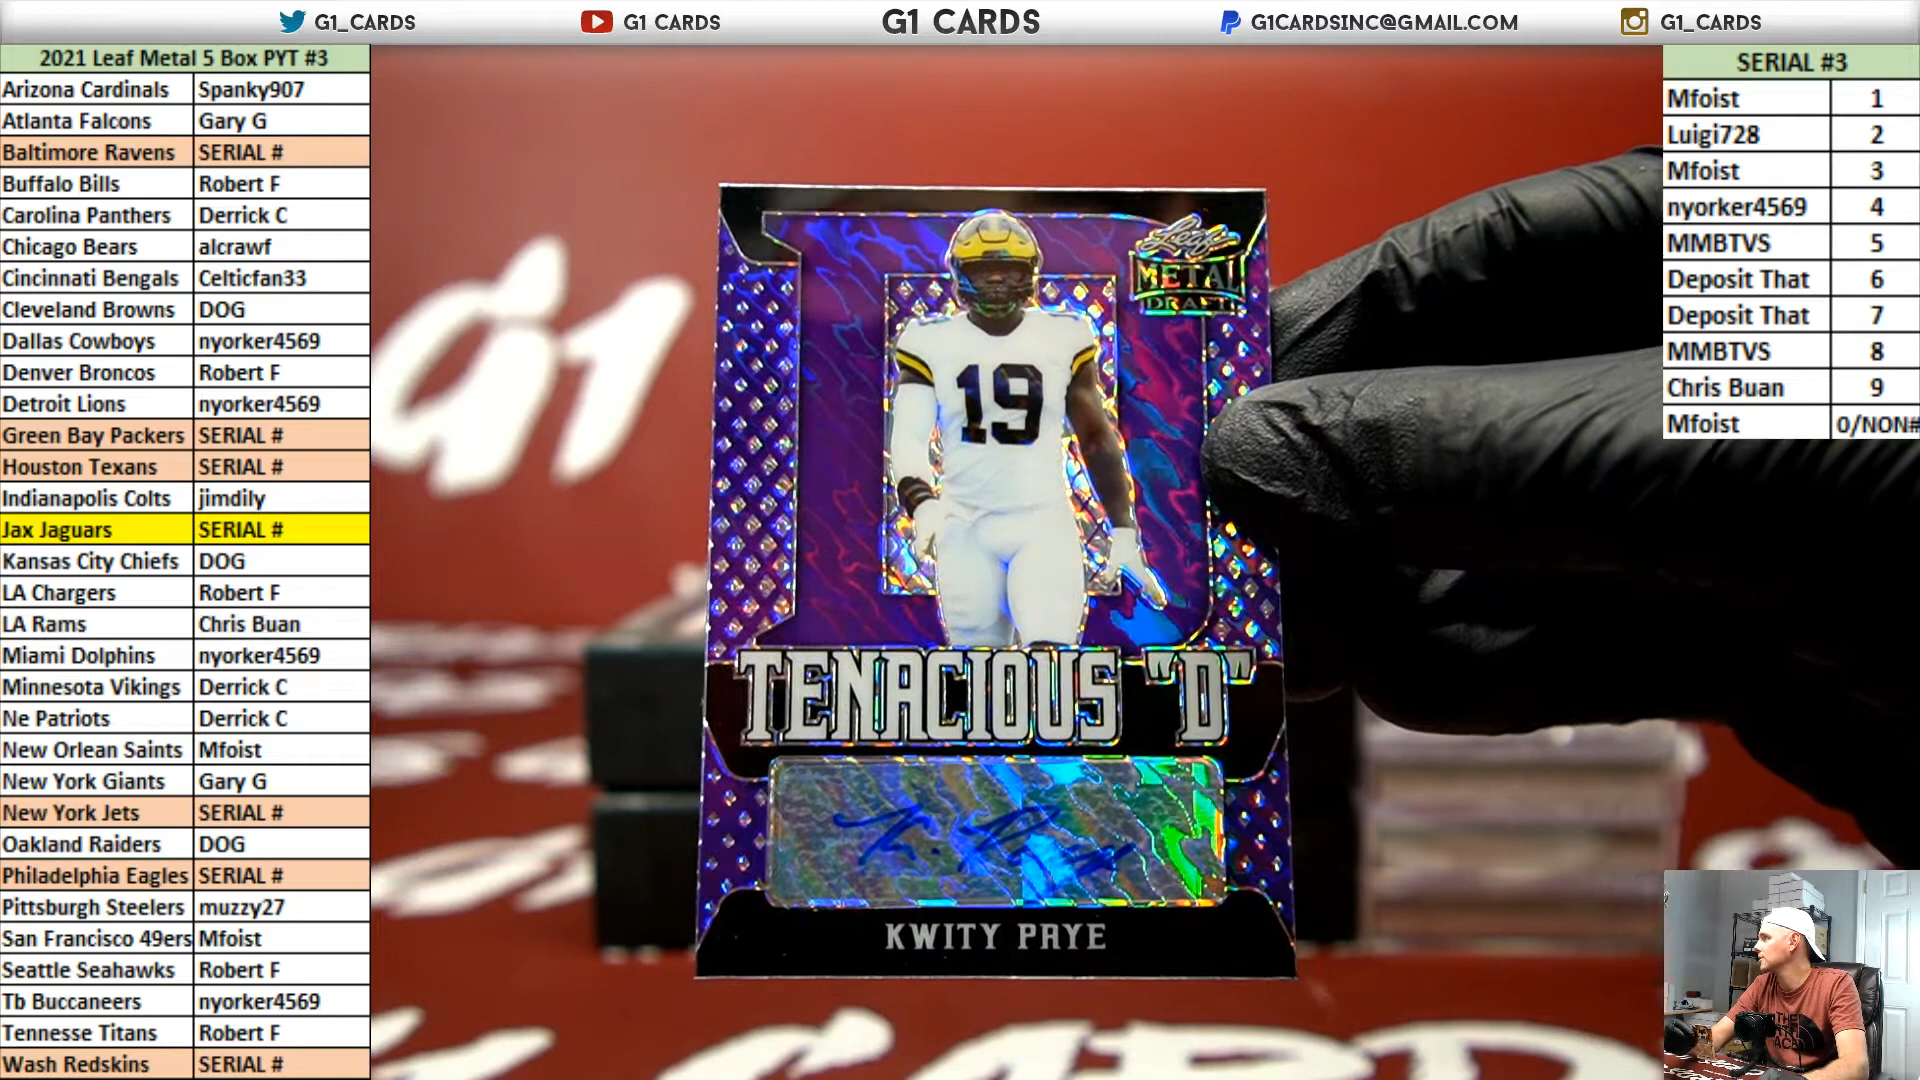 G1_CARDS
G1 CARDS
G1 CARDS
G1CARDSINC@GMAIL.COM
G1_CARDS
2021 Leaf Metal 5 Box PYT #3
Arizona Cardinals Spanky907
Atlanta Falcons Gary G
Baltimore Ravens SERIAL #
Buffalo Bills Robert F
Carolina Panthers Derrick C
Chicago Bears alcrawf
Cincinnati Bengals Celticfan33
Cleveland Browns DOG
Dallas Cowboys nyorker4569
Denver Broncos Robert F
Detroit Lions nyorker4569
Green Bay Packers SERIAL #
Houston Texans SERIAL #
Indianapolis Colts jimdily
Jax Jaguars SERIAL #
Kansas City Chiefs DOG
LA Chargers Robert F
LA Rams Chris Buan
Miami Dolphins nyorker4569
Minnesota Vikings Derrick C
Ne Patriots Derrick C
New Orlean Saints Mfoist
New York Giants Gary G
New York Jets SERIAL #
Oakland Raiders DOG
Philadelphia Eagles SERIAL #
Pittsburgh Steelers muzzy27
San Francisco 49ers Mfoist
Seattle Seahawks Robert F
Tb Buccaneers nyorker4569
Tennesse Titans Robert F
Wash Redskins SERIAL #
G1
Leaf
METAL
DRAFT
19
TENACIOUS "D"
KWITY PAYE
SERIAL #3
Mfoist 1
Luigi728 2
Mfoist 3
nyorker4569 4
MMBTVS 5
Deposit That 6
Deposit That 7
MMBTVS 8
Chris Buan 9
Mfoist 0/NON#